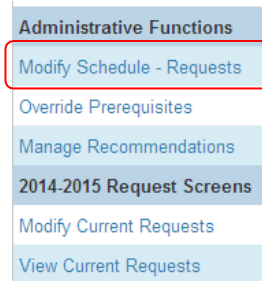 Administrative Functions
Modify Schedule - Requests
Override Prerequisites
Manage Recommendations
2014-2015 Request Screens
Modify Current Requests
View Current Requests